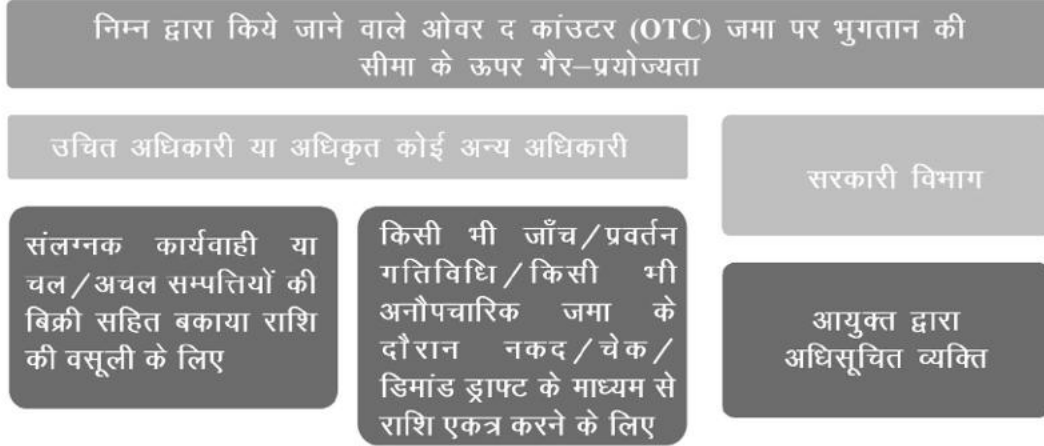 निम्न द्वारा किये जाने वाले ओवर द कांउटर (OTC) जमा पर भुगतान की
सीमा के ऊपर गैर–प्रयोज्यता
उचित अधिकारी या अधिकृत कोई अन्य अधिकारी
संलग्नक कार्यवाही या
चल/अचल सम्पत्तियों की
बिक्री सहित बकाया राशि
की वसूली के लिए
किसी भी जाँच/प्रवर्तन
गतिविधि/किसी भी
अनौपचारिक जमा के
दौरान नकद/चेक/
डिमांड ड्राफ्ट के माध्यम से
राशि एकत्र करने के लिए
सरकारी विभाग
आयुक्त द्वारा
अधिसूचित व्यक्ति